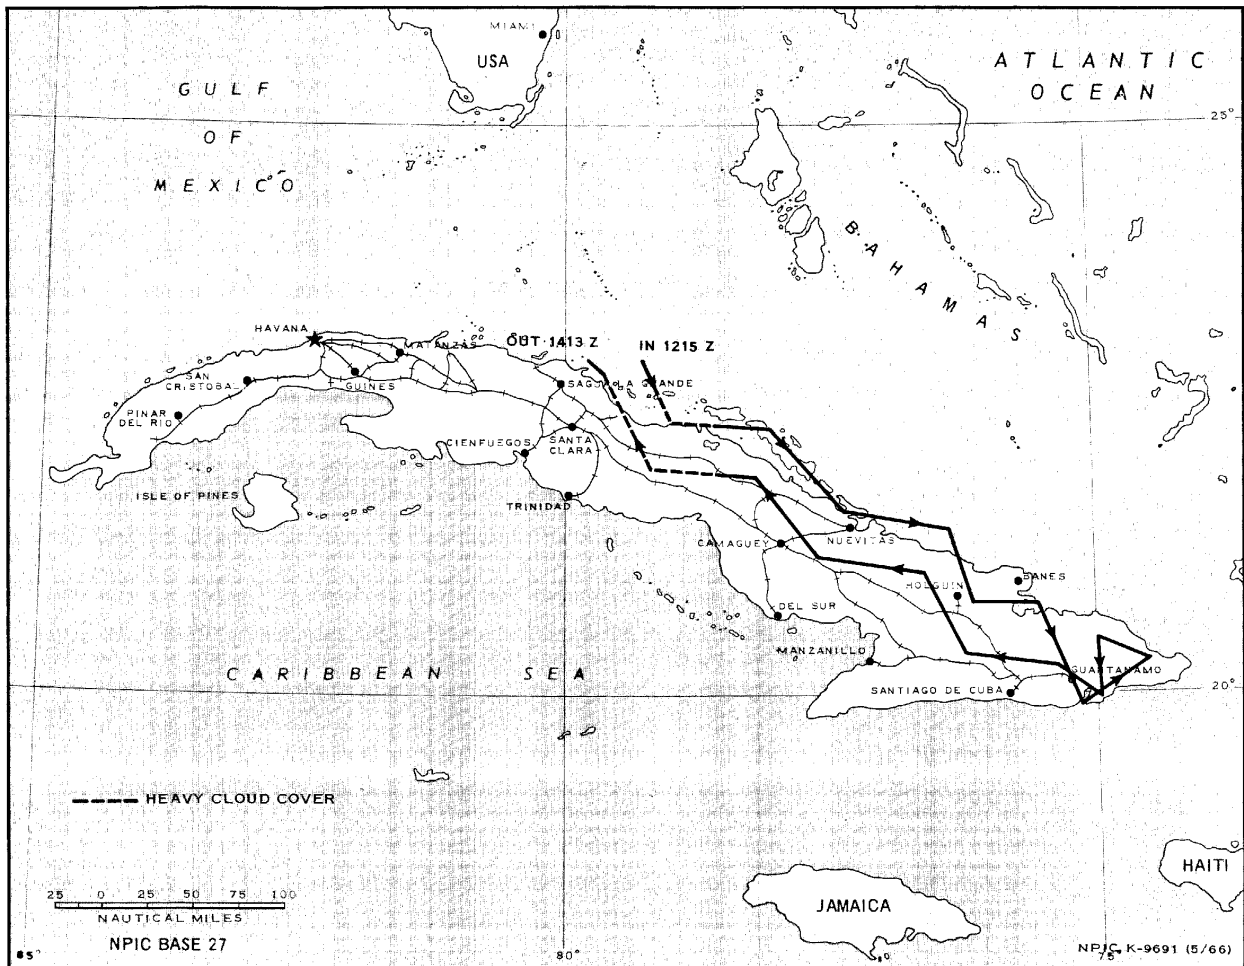 MIAMI
USA
ATLANTIC
OCEAN
GULF
OF
MEXICO
25°
BAHAMAS
HAVANA
MATANZAS
OUT 1413 Z
IN 1215 Z
SAN
CRISTOBAL
GUINES
SAGUA LA GRANDE
PINAR
DEL RIO
CIENFUEGOS
SANTA
CLARA
ISLE OF PINES
TRINIDAD
CAMAGUEY
NUEVITAS
HOLGUIN
BANES
DEL SUR
MANZANILLO
GUANTANAMO
CARIBBEAN SEA
SANTIAGO DE CUBA
20°
HEAVY CLOUD COVER
HAITI
25 0 25 50 75 100
NAUTICAL MILES
JAMAICA
NPIC BASE 27
85°
80°
75°
NPIC K-9691 (5/66)